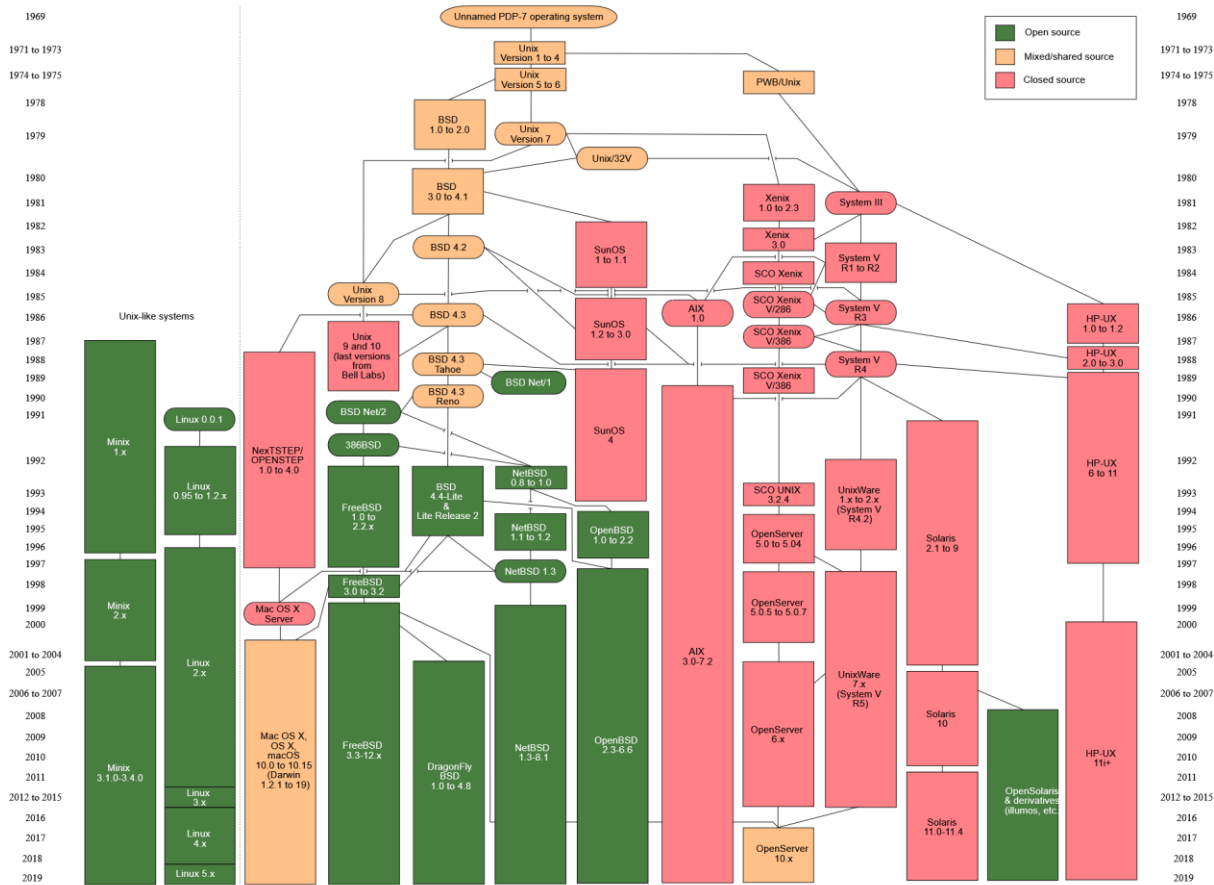 1969
Unnamed PDP-7 operating system
1969
Open source
Mixed/shared source
Closed source
1971 to 1973
Unix
Version 1 to 4
1971 to 1973
1974 to 1975
Unix
Version 5 to 6
PWB/Unix
1974 to 1975
1978
BSD
1.0 to 2.0
1978
1979
Unix
Version 7
1979
Unix/32V
1980
BSD
3.0 to 4.1
1980
1981
Xenix
1.0 to 2.3
System III
1981
1982
1982
1983
BSD 4.2
SunOS
1 to 1.1
Xenix
3.0
System V
R1 to R2
1983
1984
SCO Xenix
1984
1985
Unix
Version 8
SCO Xenix
V/286
1985
1986
Unix-like systems
BSD 4.3
AIX
1.0
System V
R3
HP-UX
1.0 to 1.2
1986
1987
Unix
9 and 10
(last versions
from
Bell Labs)
SunOS
1.2 to 3.0
SCO Xenix
V/386
1987
1988
BSD 4.3
Tahoe
System V
R4
HP-UX
2.0 to 3.0
1988
1989
BSD Net/1
SCO Xenix
V/386
1989
1990
BSD 4.3
Reno
1990
1991
Linux 0.0.1
BSD Net/2
1991
Minix
1.x
NexTSTEP/
OPENSTEP
1.0 to 4.0
386BSD
SunOS
4
1992
Linux
0.95 to 1.2.x
NetBSD
0.8 to 1.0
HP-UX
6 to 11
1992
1993
FreeBSD
1.0 to
2.2.x
BSD
4.4-Lite
&
Lite Release 2
SCO UNIX
3.2.4
UnixWare
1.x to 2.x
(System V
R4.2)
1993
1994
1994
1995
NetBSD
1.1 to 1.2
OpenBSD
1.0 to 2.2
OpenServer
5.0 to 5.04
Solaris
2.1 to 9
1995
1996
1996
1997
NetBSD 1.3
1997
1998
FreeBSD
3.0 to 3.2
1998
1999
Minix
2.x
Mac OS X
Server
OpenServer
5.0.5 to 5.0.7
1999
2000
2000
2001 to 2004
Linux
2.x
AIX
3.0-7.2
2001 to 2004
2005
2005
2006 to 2007
UnixWare
7.x
(System V
R5)
2006 to 2007
2008
Solaris
10
2008
2009
Mac OS X,
OS X,
macOS
10.0 to 10.15
(Darwin
1.2.1 to 19)
FreeBSD
3.3-12.x
NetBSD
1.3-8.1
OpenBSD
2.3-6.6
OpenServer
6.x
2009
2010
Minix
3.1.0-3.4.0
DragonFly
BSD
1.0 to 4.8
HP-UX
11i+
2010
2011
2011
2012 to 2015
Linux
3.x
OpenSolaris
& derivatives
(illumos, etc.
2012 to 2015
2016
Solaris
11.0-11.4
2016
2017
Linux
4.x
2017
2018
OpenServer
10.x
2018
2019
Linux 5.x
2019